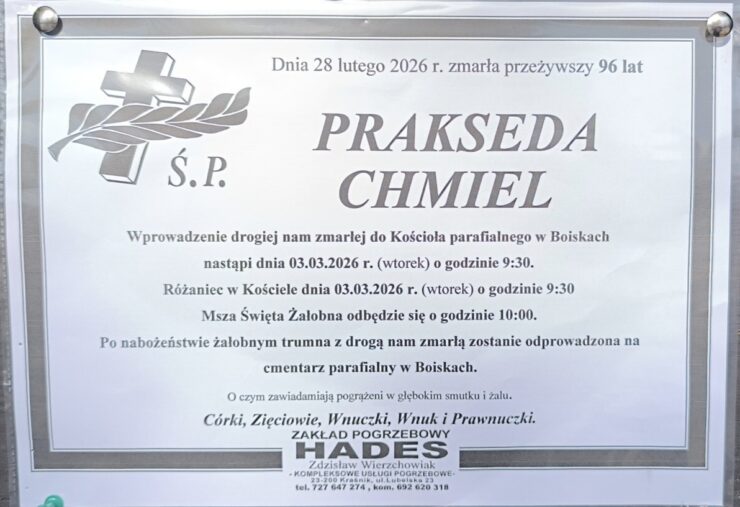 Dnia 28 lutego 2026 r. zmarła przeżywszy 96 lat
Ś.P.
PRAKSEDA
CHMIEL
Wprowadzenie drogiej nam zmarłej do Kościoła parafialnego w Boiskach
nastąpi dnia 03.03.2026 r. (wtorek) o godzinie 9:30.
Różaniec w Kościele dnia 03.03.2026 r. (wtorek) o godzinie 9:30
Msza Święta Żałobna odbędzie się o godzinie 10:00.
Po nabożeństwie żałobnym trumna z drogą nam zmarłą zostanie odprowadzona na
cmentarz parafialny w Boiskach.
O czym zawiadamiają pogrążeni w głębokim smutku i żalu.
Córki, Zięciowie, Wnuczki, Wnuk i Prawnuczki.
ZAKŁAD POGRZEBOWY
HADES
Zdzisław Wierzchowiak
- KOMPLEKSOWE USŁUGI POGRZEBOWE-
23-200 Kraśnik, ul.Lubelska 23
tel. 727 647 274 , kom. 692 620 318